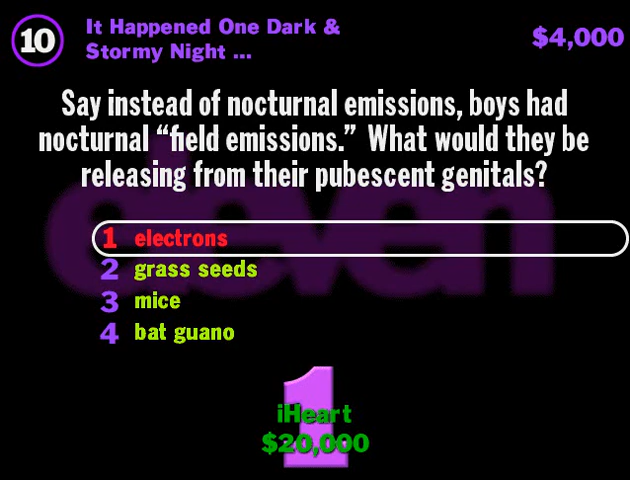 10
It Happened One Dark &
Stormy Night ...
$4,000
Say instead of nocturnal emissions, boys had
nocturnal “field emissions.” What would they be
releasing from their pubescent genitals?
eleven
1 electrons
2 grass seeds
3 mice
4 bat guano
1
iHeart
$20,000